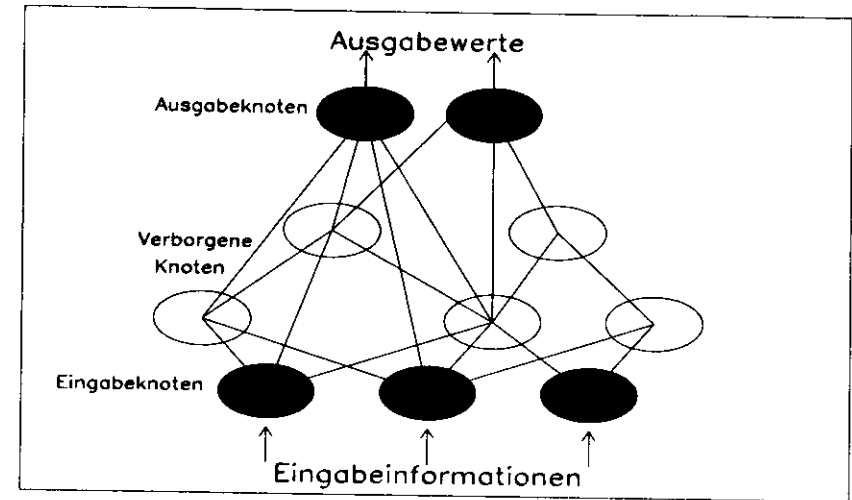 Ausgabewerte
Ausgabeknoten
Verborgene
Knoten
Eingabeknoten
Eingabeinformationen